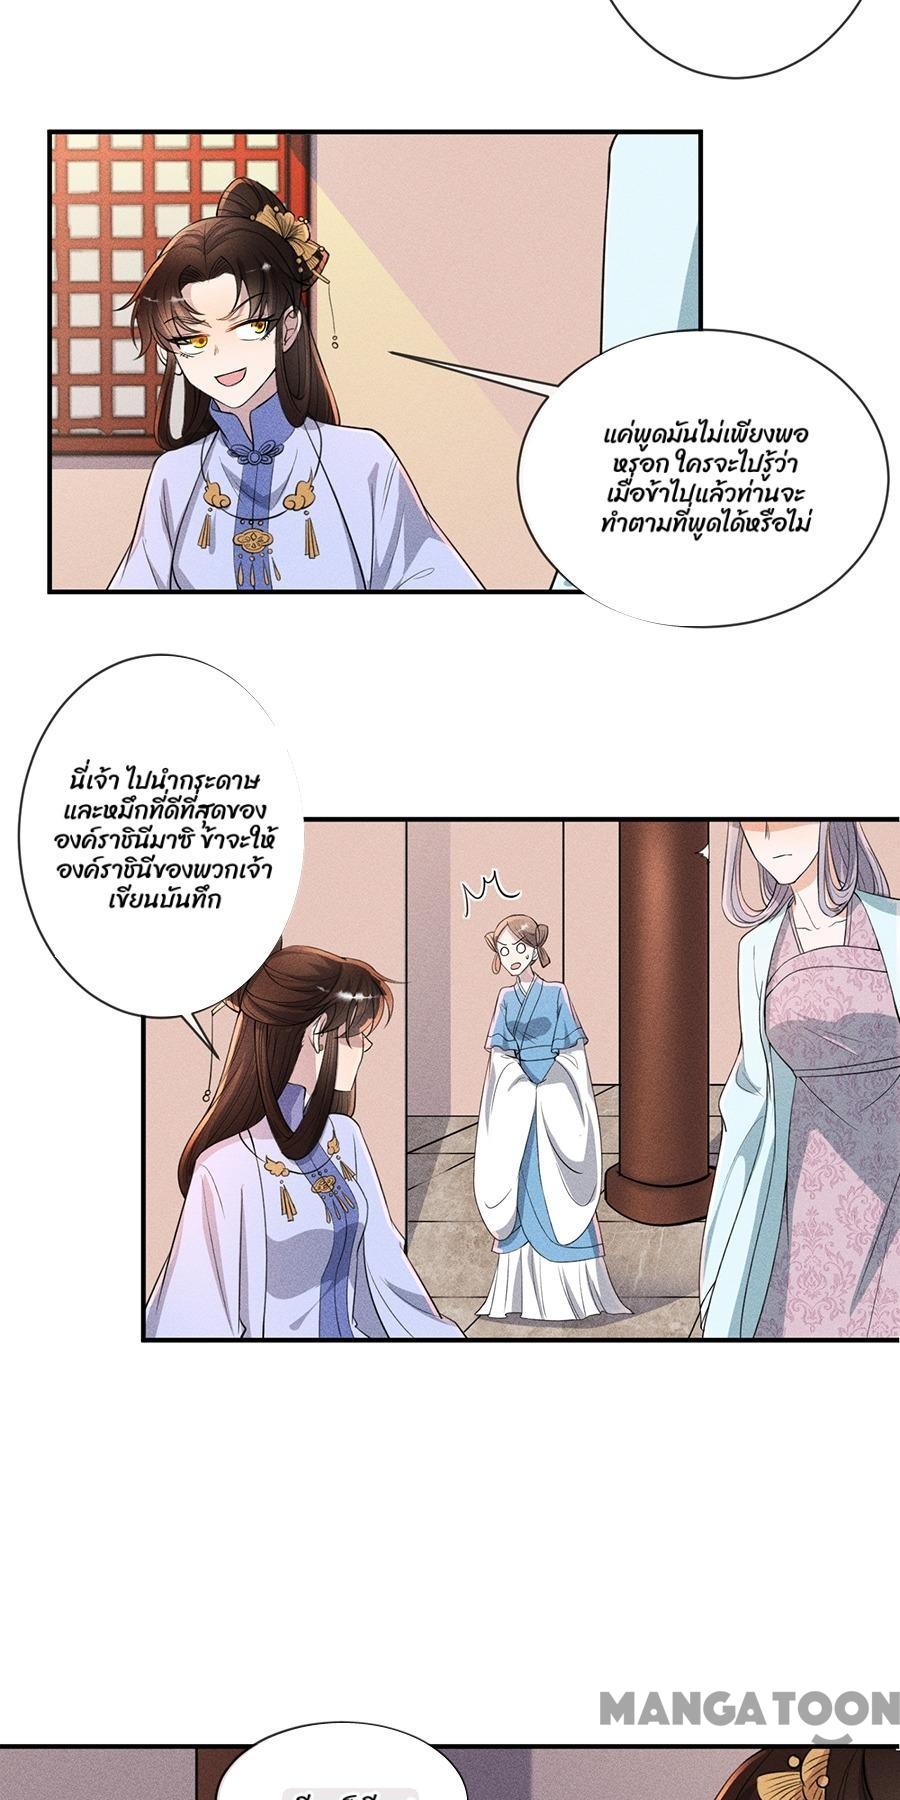 แค่พูดมันไม่เพียงพอ
หรอก ใครจะไปรู้ว่า
เมื่อข้าไปแล้วท่านจะ
ทำตามที่พูดได้หรือไม่
นี่เจ้า ไปนำกระดาษ
และหมึกที่ดีที่สุดของ
องค์ราชินีมาซิ ข้าจะให้
องค์ราชินีของพวกเจ้า
เขียนบันทึก
MANGATOON